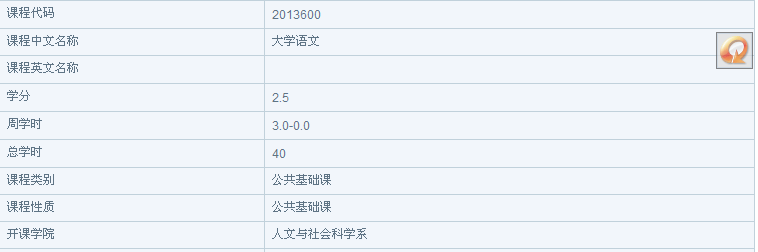 课程代码 2013600
课程中文名称 大学语文
课程英文名称
学分 2.5
周学时 3.0-0.0
总学时 40
课程类别 公共基础课
课程性质 公共基础课
开课学院 人文与社会科学系